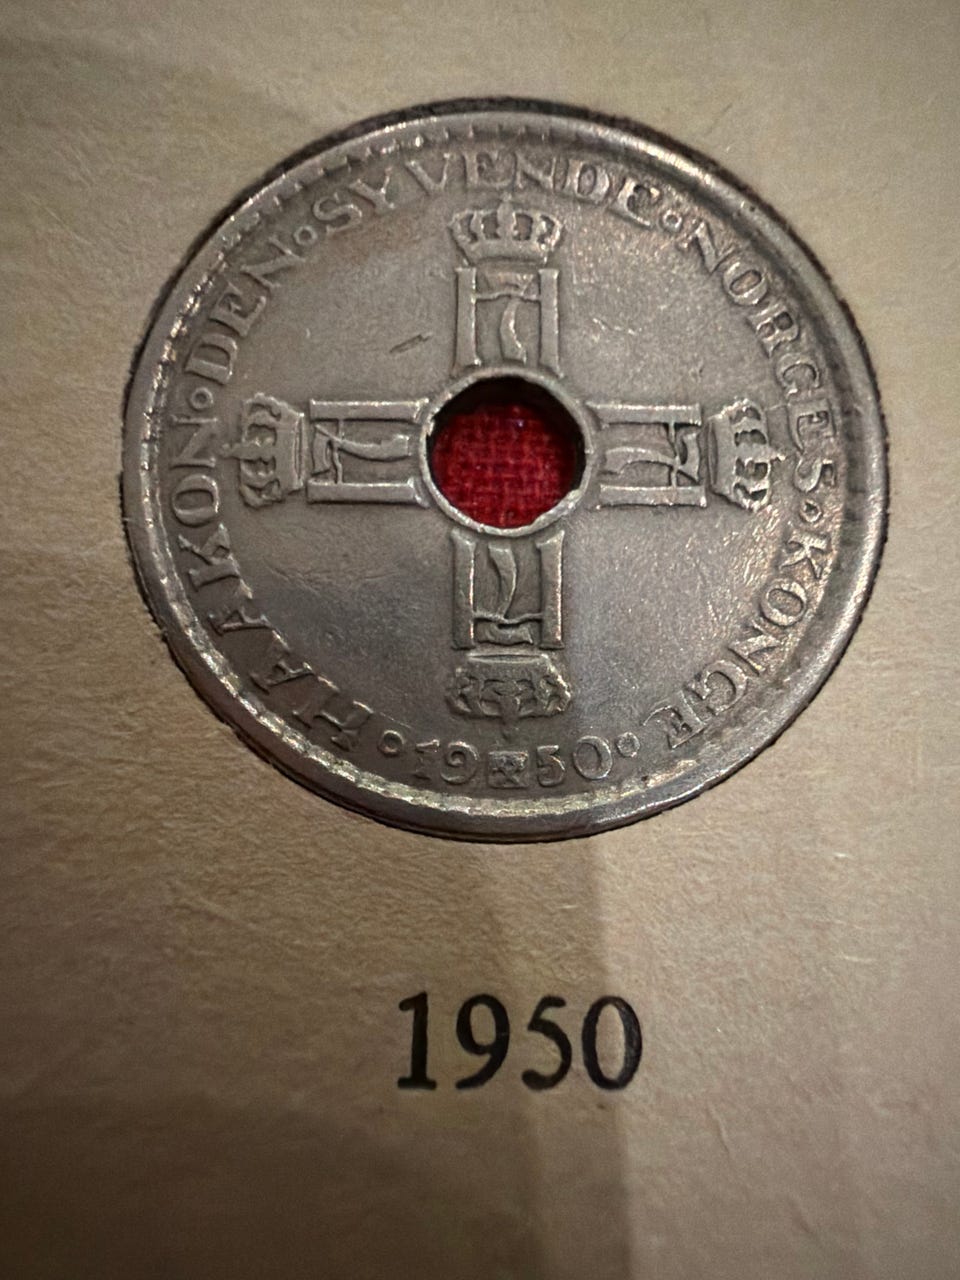 HAAKON · DEN · SYVENDE · NORGES · KONGE
19 50
1950